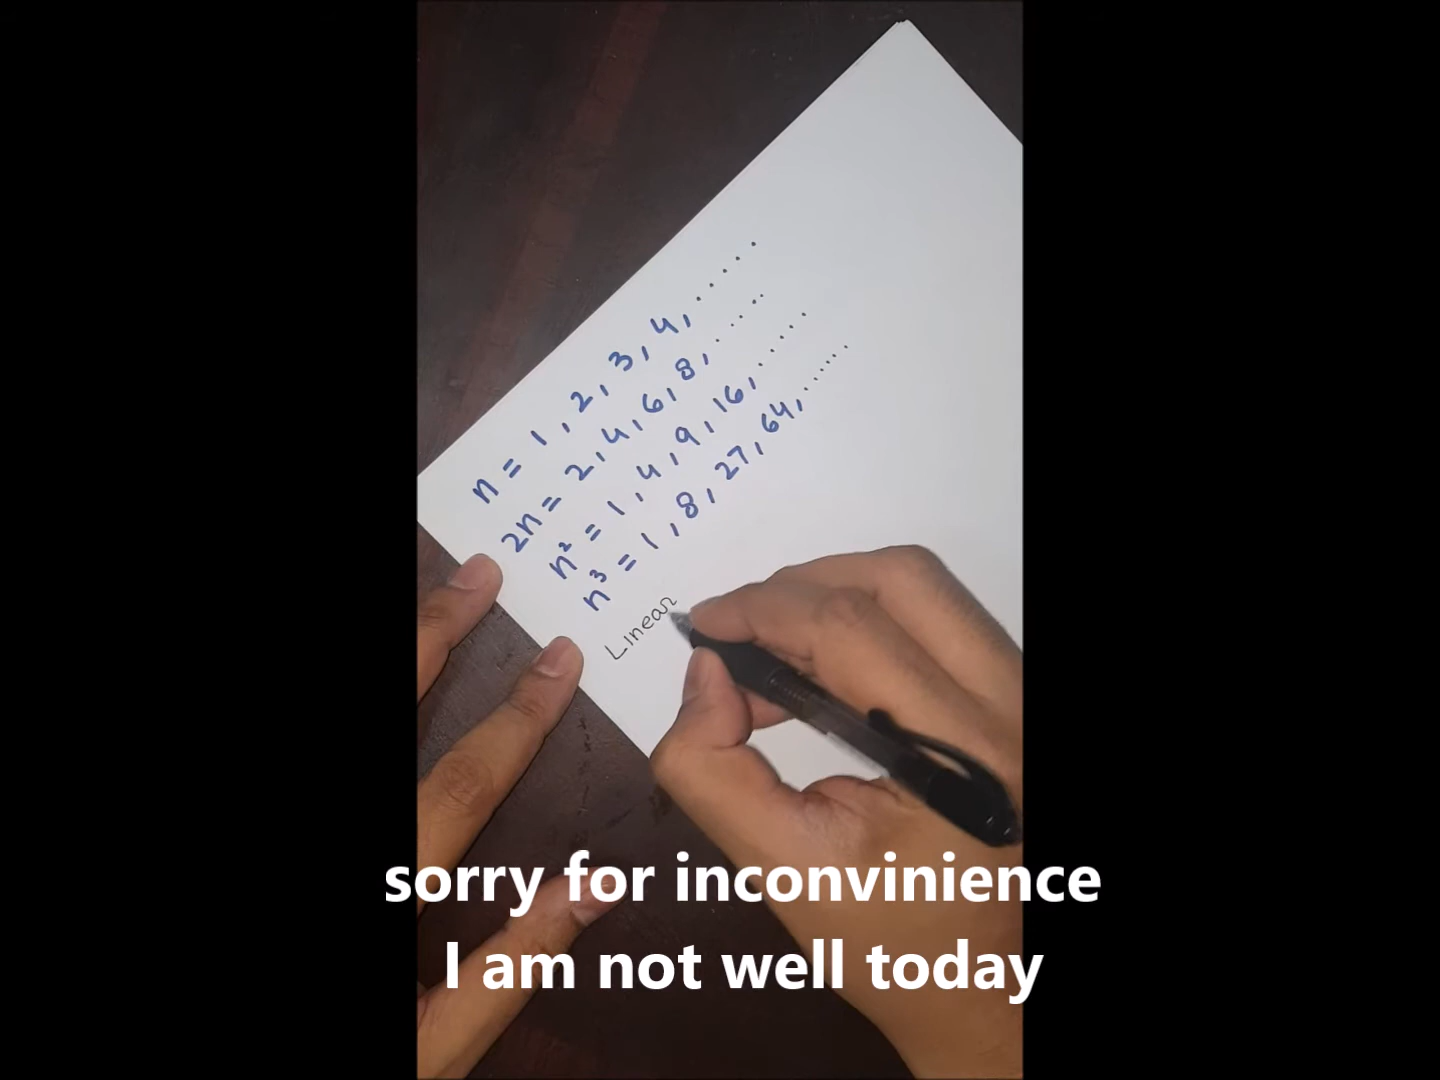 n = 1, 2, 3, 4, ......
2n = 2, 4, 6, 8, ......
n² = 1, 4, 9, 16, ......
n³ = 1, 8, 27, 64, ......
Linear
sorry for inconvinience
I am not well today